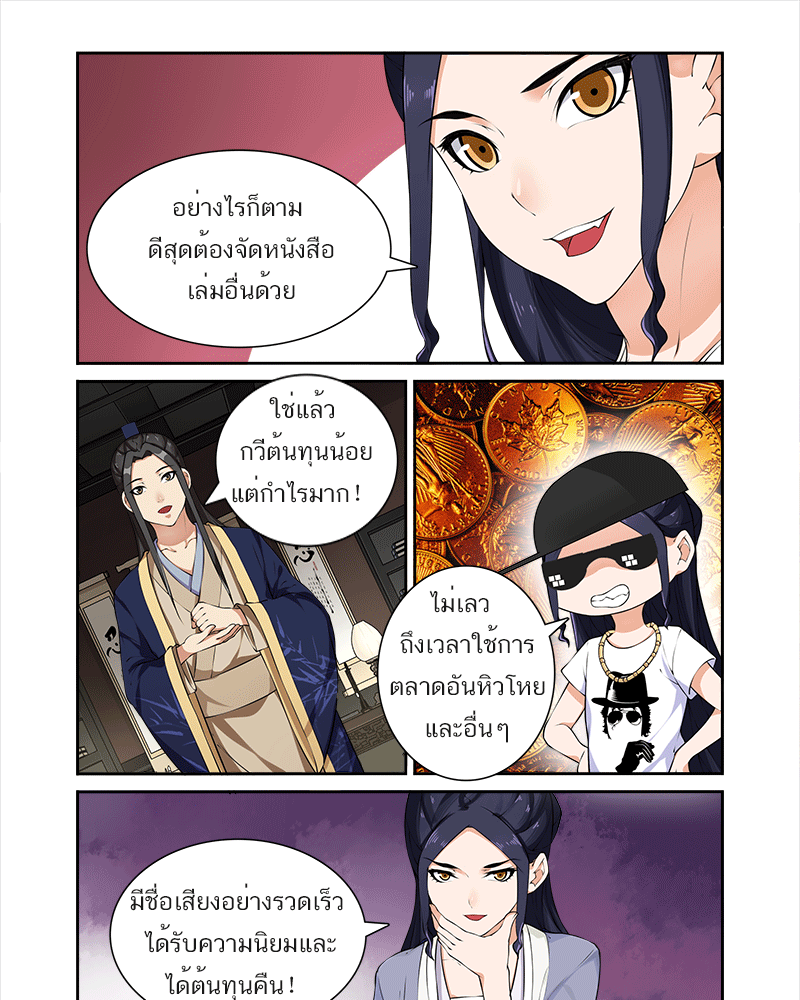 อย่างไรก็ตาม
ดีสุดต้องจัดหนังสือ
เล่มอื่นด้วย
ใช่แล้ว
กวีต้นทุนน้อย
แต่กำไรมาก!
ไม่เลว
ถึงเวลาใช้การ
ตลาดอันหิวโหย
และอื่นๆ
มีชื่อเสียงอย่างรวดเร็ว
ได้รับความนิยมและ
ได้ต้นทุนคืน!